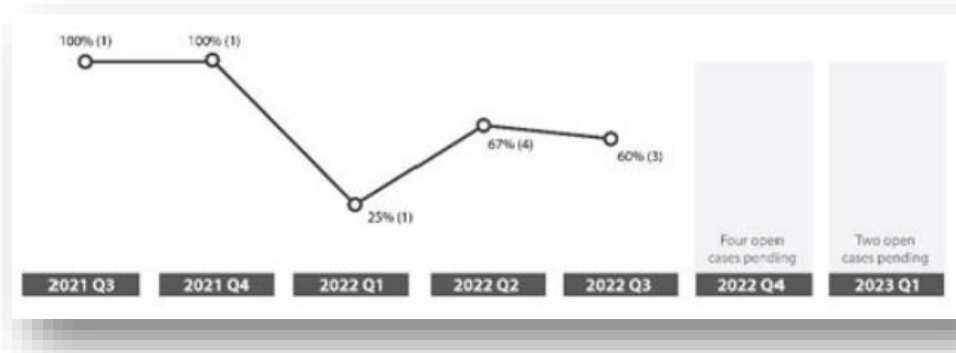 100% (1)
100% (1)
25% (1)
67% (4)
60% (3)
Four open
cases pending
Two open
cases pending
2021 Q3
2021 Q4
2022 Q1
2022 Q2
2022 Q3
2022 Q4
2023 Q1